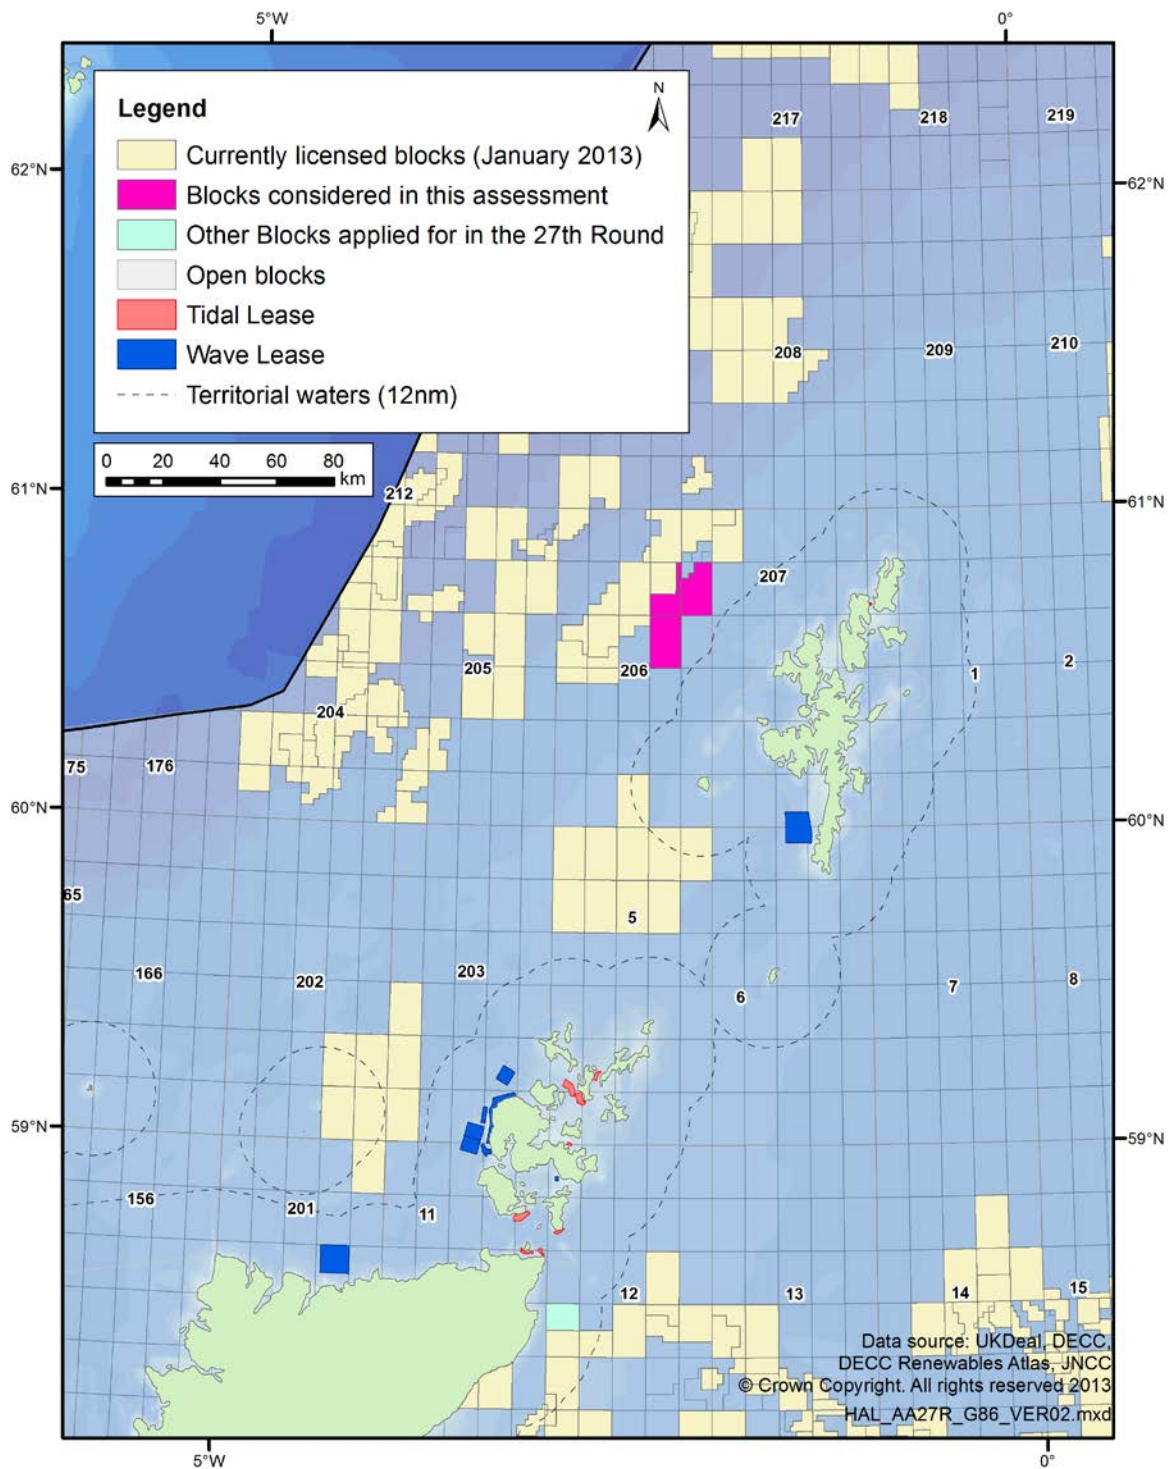 5°W 0°
Legend
N
Currently licensed blocks (January 2013)
Blocks considered in this assessment
Other Blocks applied for in the 27th Round
Open blocks
Tidal Lease
Wave Lease
Territorial waters (12nm)
0 20 40 60 80 km
217 218 219
62°N 62°N
208 209 210
61°N 212 61°N
207
205 206 1 2
204
75 176
60°N 60°N
65
5
166 202 203 6 7 8
59°N 59°N
156 201 11
12 13 14 15
Data source: UKDeal, DECC,
DECC Renewables Atlas, JNCC
© Crown Copyright. All rights reserved 2013
HAL_AA27R_G86_VER02.mxd
5°W 0°